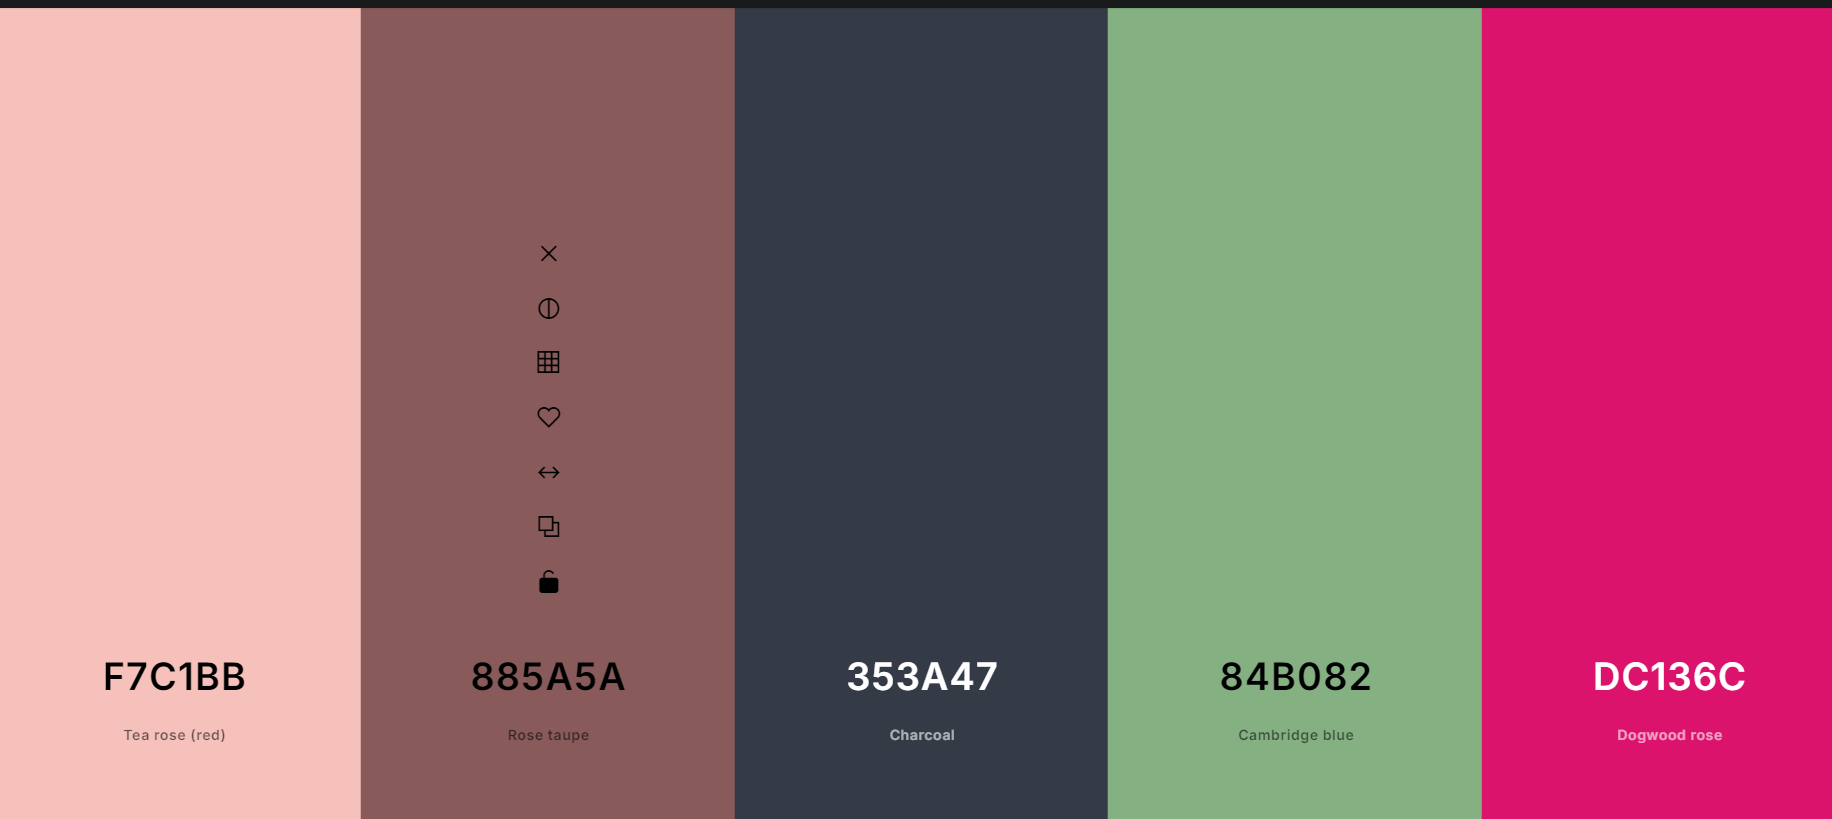 F7C1BB
Tea rose (red)
885A5A
Rose taupe
353A47
Charcoal
84B082
Cambridge blue
DC136C
Dogwood rose